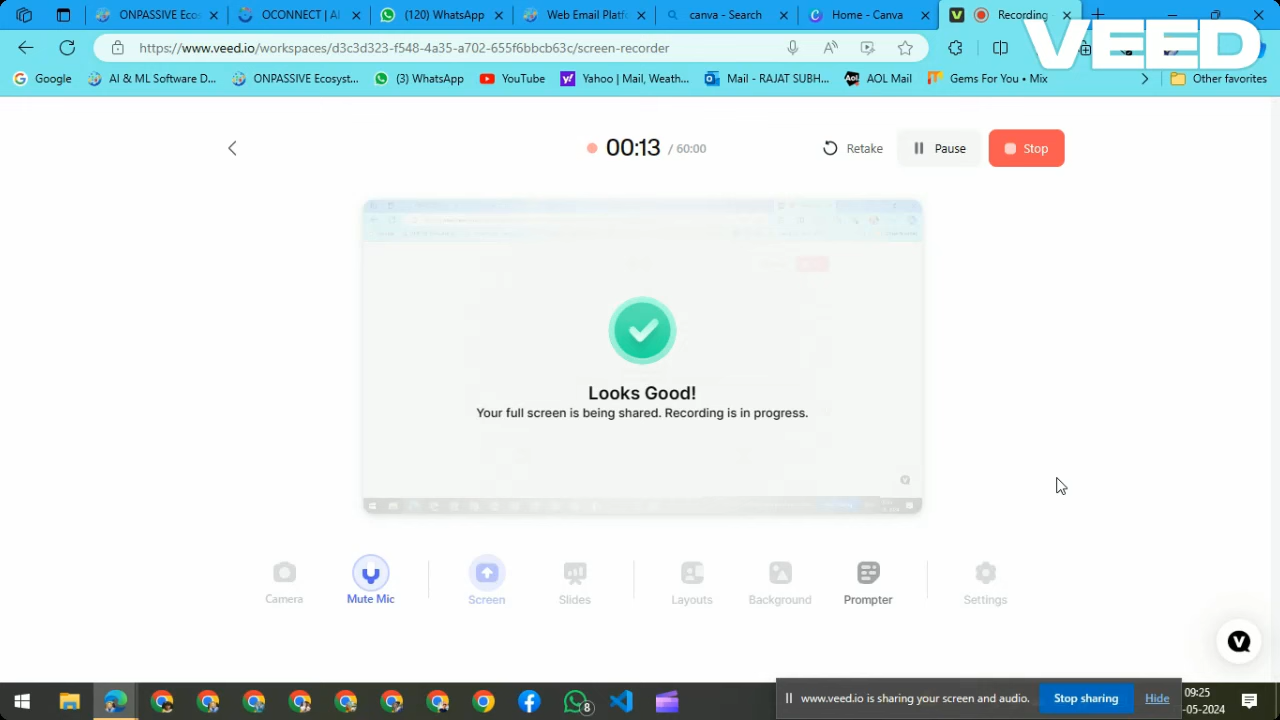 ONPASSIVE Ecosys
OCONNECT | AI
(120) WhatsApp
Web Email Platf
canva - Search
Home - Canva
Recording
https://www.veed.io/workspaces/d3c3d323-f548-4a35-a702-655f6bbcb63c/screen-recorder
VEED
Google
AI & ML Software D...
ONPASSIVE Ecosyst...
(3) WhatsApp
YouTube
Yahoo | Mail, Weath...
Mail - RAJAT SUBH...
AOL Mail
Gems For You • Mix
Other favorites
00:13 / 60:00
Retake
Pause
Stop
Looks Good!
Your full screen is being shared. Recording is in progress.
Camera
Mute Mic
Screen
Slides
Layouts
Background
Prompter
Settings
8
www.veed.io is sharing your screen and audio.
Stop sharing
Hide
09:25
-05-2024